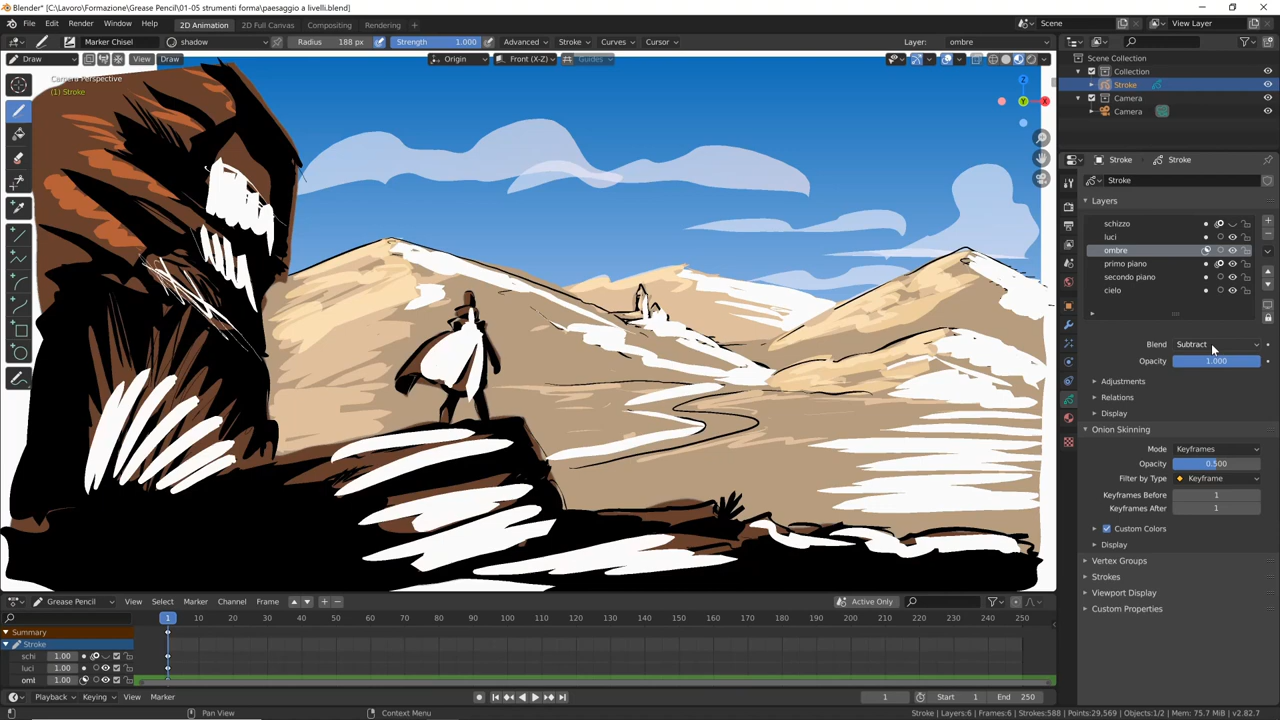 Blender* [C:\Lavoro\Formazione\Grease Pencil\01-05 strumenti forma\paesaggio a livelli.blend]
File Edit Render Window Help 2D Animation 2D Full Canvas Compositing Rendering Scene View Layer
Marker Chisel shadow Radius 188 px Strength 1.000 Advanced Stroke Curves Cursor Layer: ombre
Draw View Draw Origin Front (X-Z) Guides
Camera Perspective
(1) Stroke
Z
Y
X
Scene Collection
Collection
Stroke
Camera
Camera
Stroke Stroke
Stroke
Layers
schizzo
luci
ombre
primo piano
secondo piano
cielo
Blend Subtract
Opacity 1.000
Adjustments
Relations
Display
Onion Skinning
Mode Keyframes
Opacity 0.500
Filter by Type Keyframe
Keyframes Before 1
Keyframes After 1
Custom Colors
Display
Vertex Groups
Strokes
Viewport Display
Custom Properties
Grease Pencil View Select Marker Channel Frame Active Only
1 10 20 30 40 50 60 70 80 90 100 110 120 130 140 150 160 170 180 190 200 210 220 230 240 250
Summary
Stroke
schi 1.00
luci 1.00
oml 1.00
Playback Keying View Marker 1 Start 1 End 250
Select Pan View Context Menu Stroke | Layers:6 | Frames:6 | Strokes:588 | Points:29,569 | Objects:1/2 | Mem: 75.7 MiB | v2.82.7